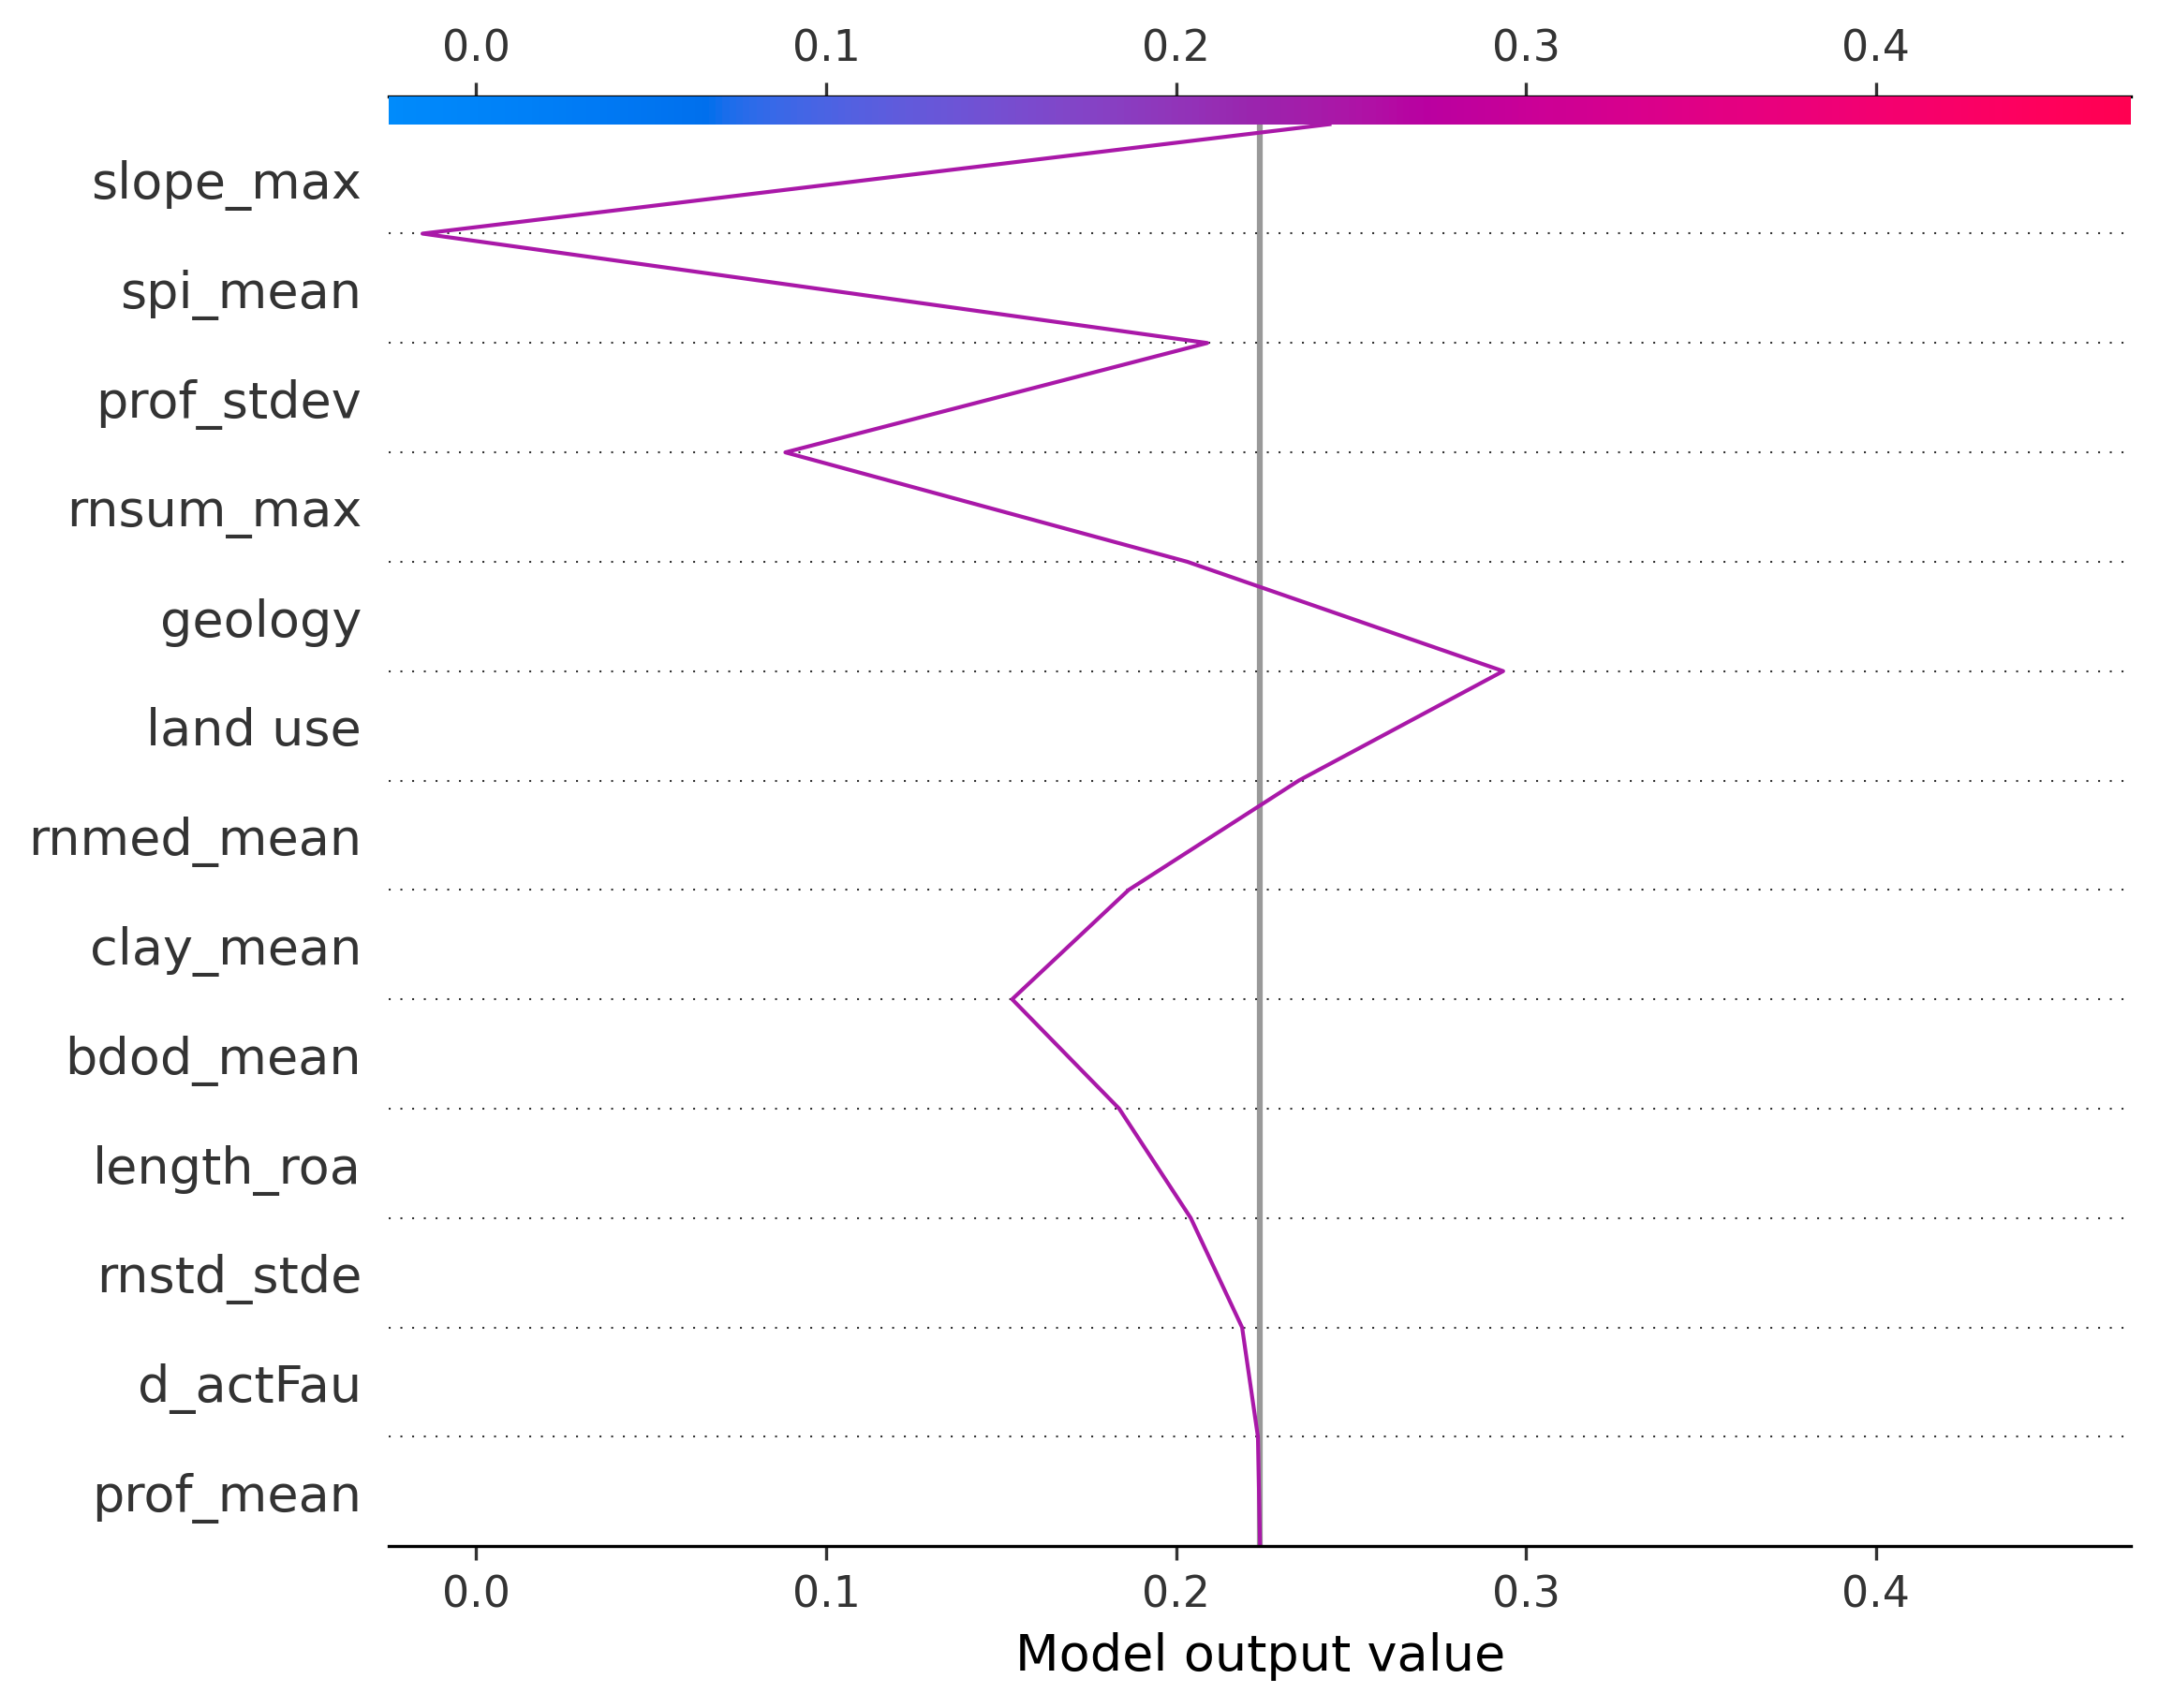 0.0 0.1 0.2 0.3 0.4
slope_max
spi_mean
prof_stdev
rnsum_max
geology
land use
rnmed_mean
clay_mean
bdod_mean
length_roa
rnstd_stde
d_actFau
prof_mean
0.0 0.1 0.2 0.3 0.4
Model output value